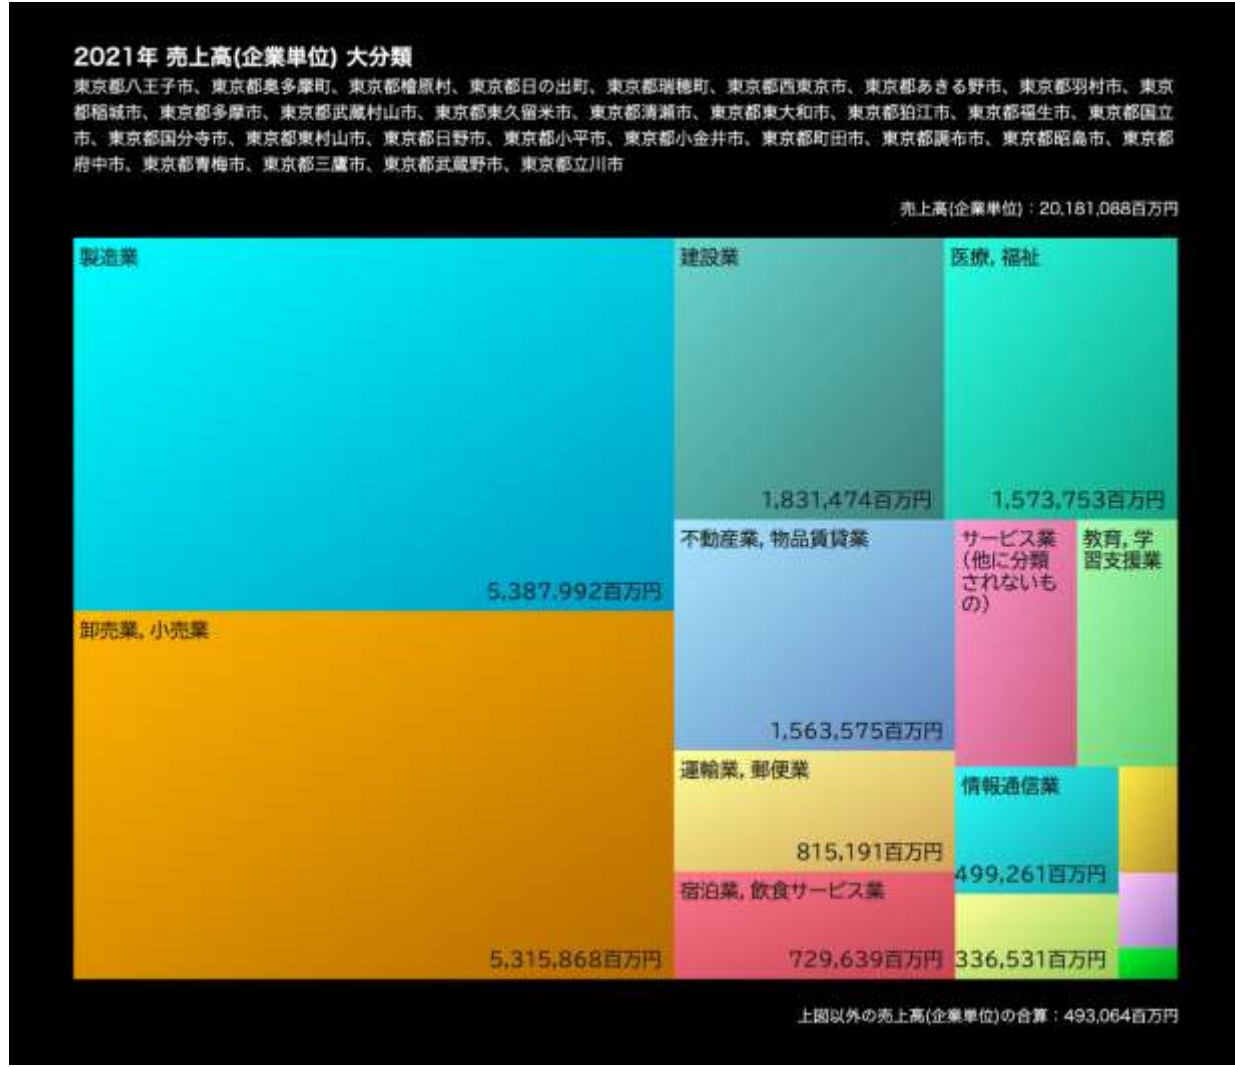 2021年 売上高(企業単位) 大分類
東京都八王子市、東京都奥多摩町、東京都檜原村、東京都日の出町、東京都瑞穂町、東京都西東京市、東京都あきる野市、東京都羽村市、東京
都稲城市、東京都多摩市、東京都武蔵村山市、東京都東久留米市、東京都清瀬市、東京都東大和市、東京都狛江市、東京都福生市、東京都国立
市、東京都国分寺市、東京都東村山市、東京都日野市、東京都小平市、東京都小金井市、東京都町田市、東京都調布市、東京都昭島市、東京都
府中市、東京都青梅市、東京都三鷹市、東京都武蔵野市、東京都立川市
売上高(企業単位)：20,181,088百万円
製造業
5,387,992百万円
卸売業, 小売業
5,315,868百万円
建設業
1,831,474百万円
医療, 福祉
1,573,753百万円
不動産業, 物品賃貸業
1,563,575百万円
サービス業
（他に分類
されないも
の）
教育, 学
習支援業
運輸業, 郵便業
815,191百万円
宿泊業, 飲食サービス業
729,639百万円
情報通信業
499,261百万円
336,531百万円
上図以外の売上高(企業単位)の合算：493,064百万円